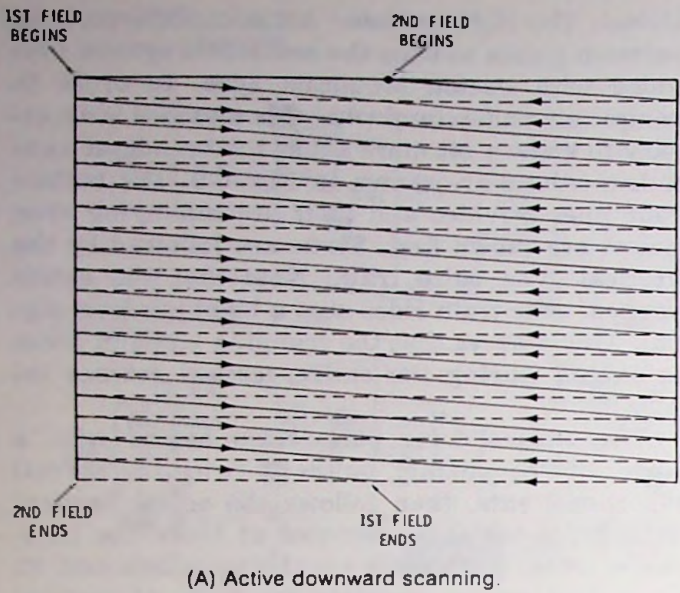 1ST FIELD
BEGINS
2ND FIELD
BEGINS
2ND FIELD
ENDS
1ST FIELD
ENDS
(A) Active downward scanning.